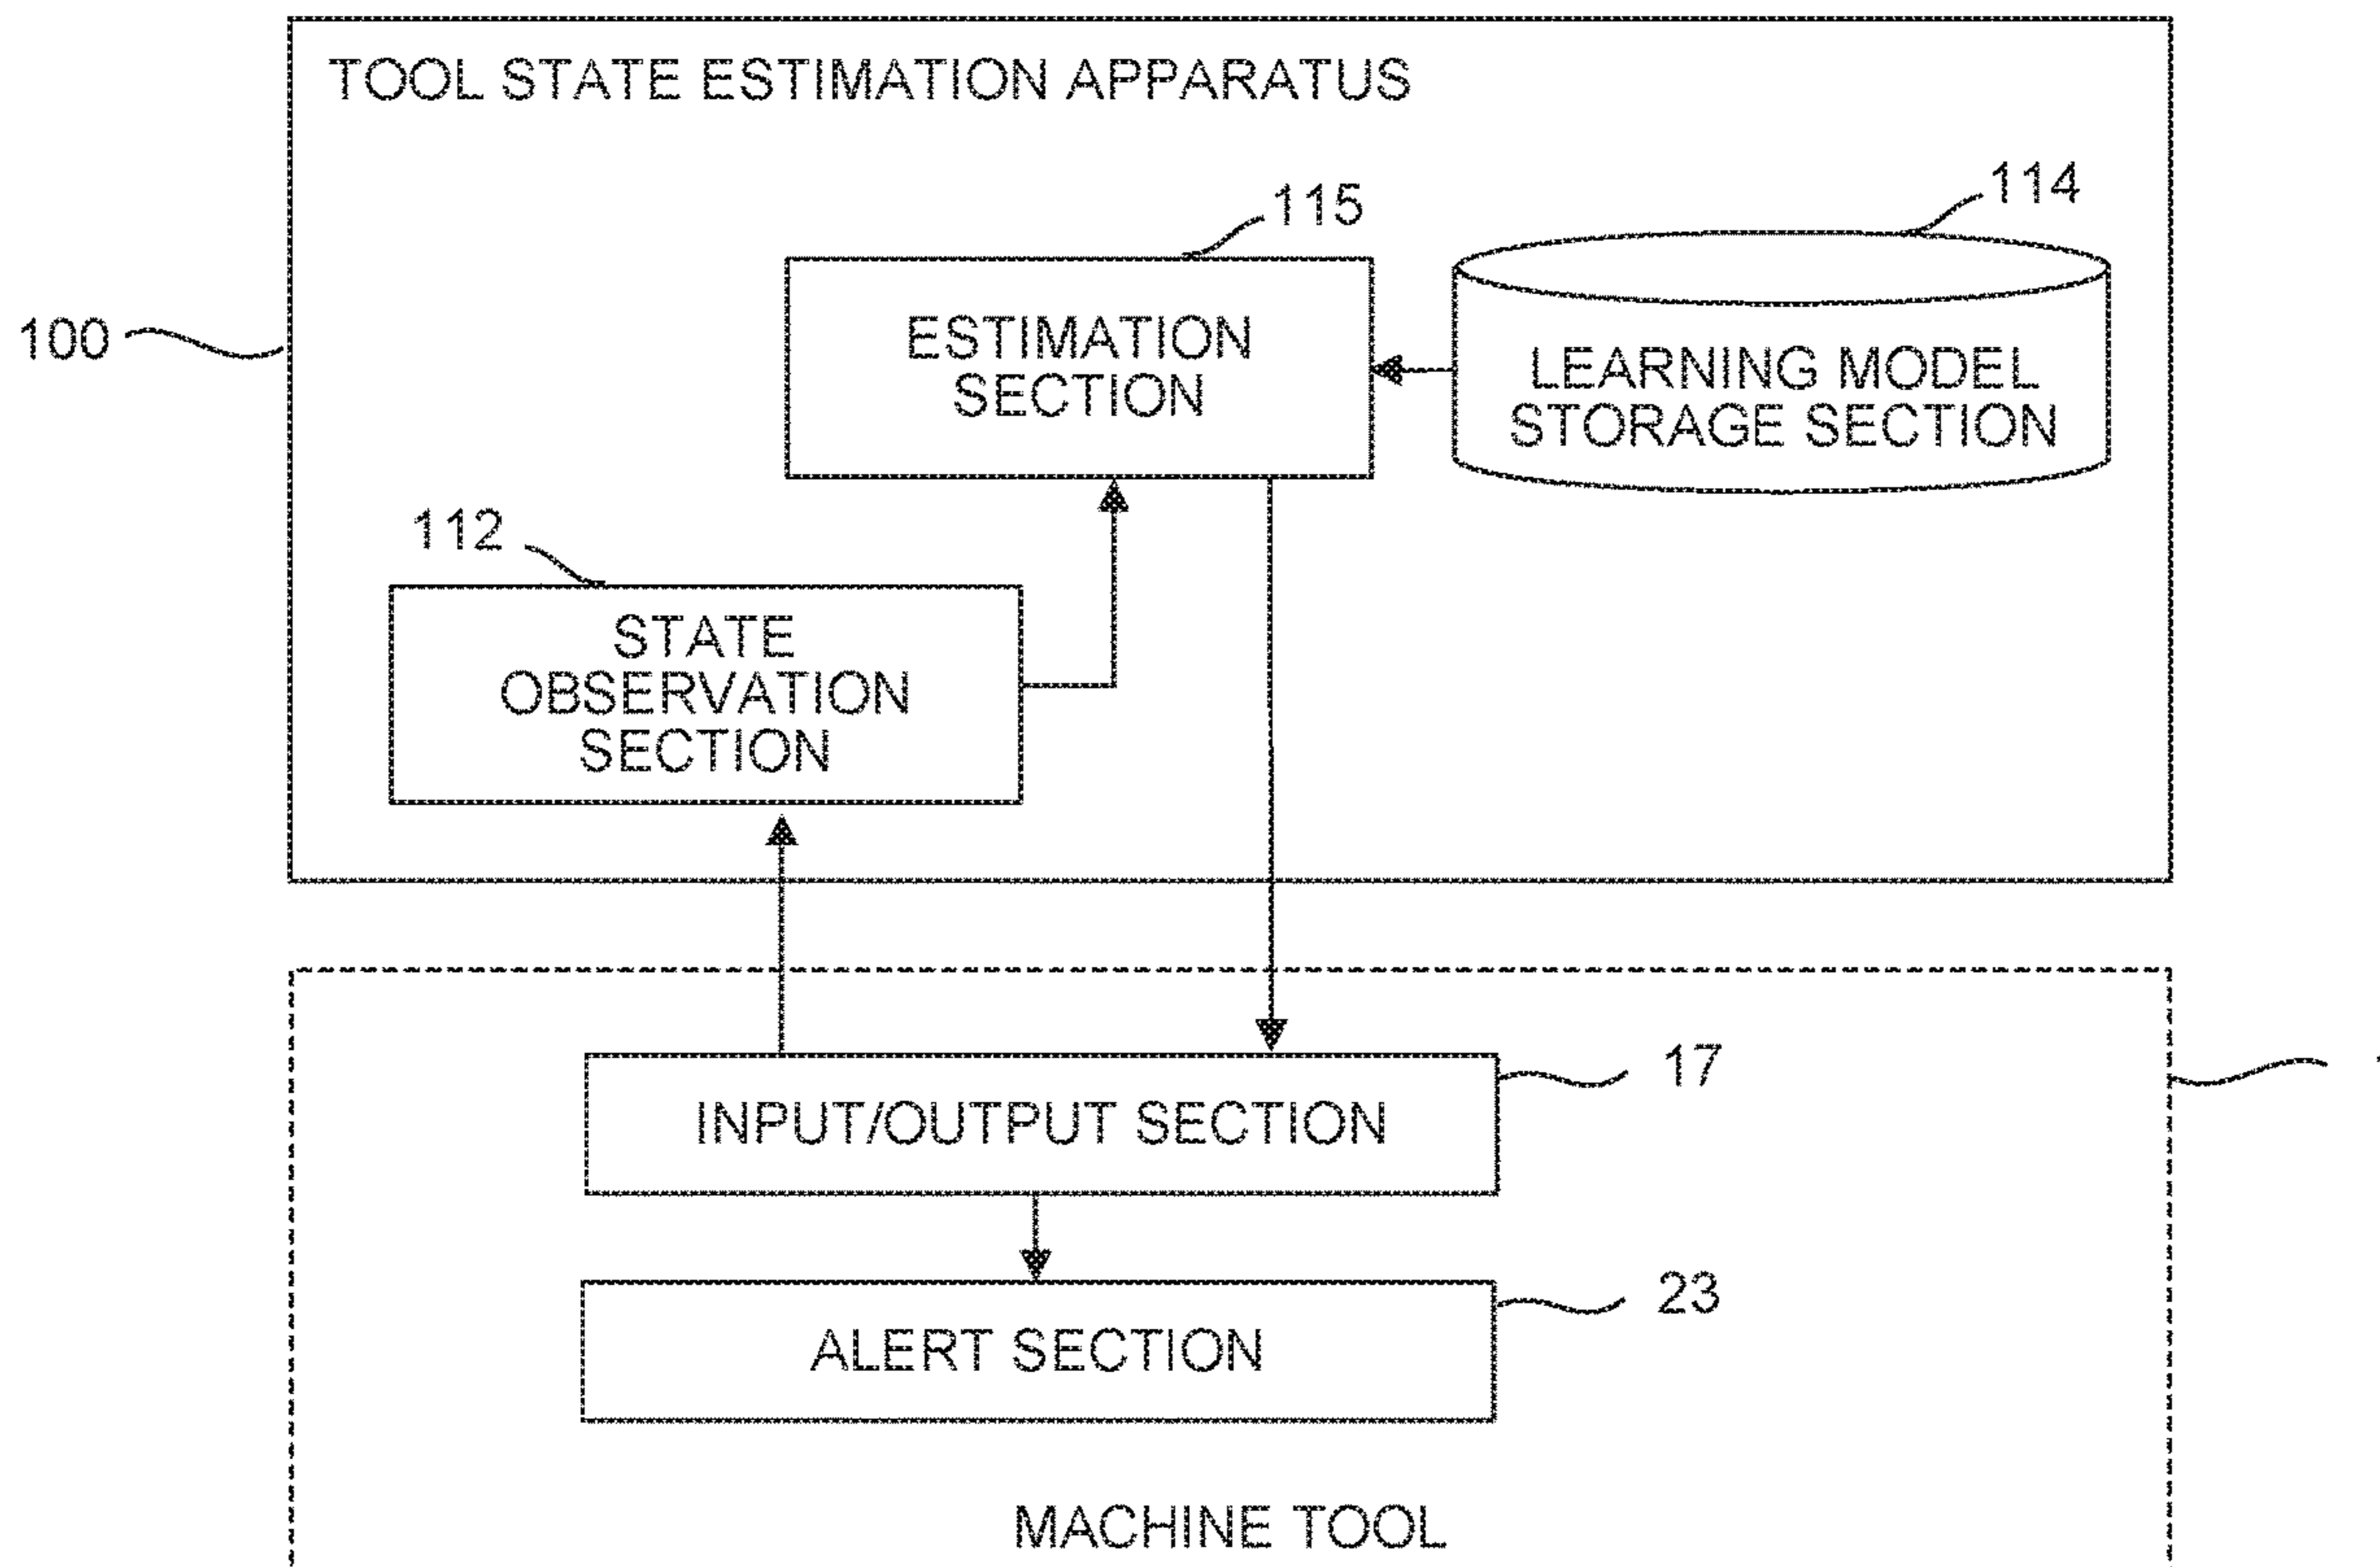 TOOL STATE ESTIMATION APPARATUS
115
114
100
ESTIMATION
SECTION
LEARNING MODEL
STORAGE SECTION
112
STATE
OBSERVATION
SECTION
17
INPUT/OUTPUT SECTION
23
ALERT SECTION
MACHINE TOOL